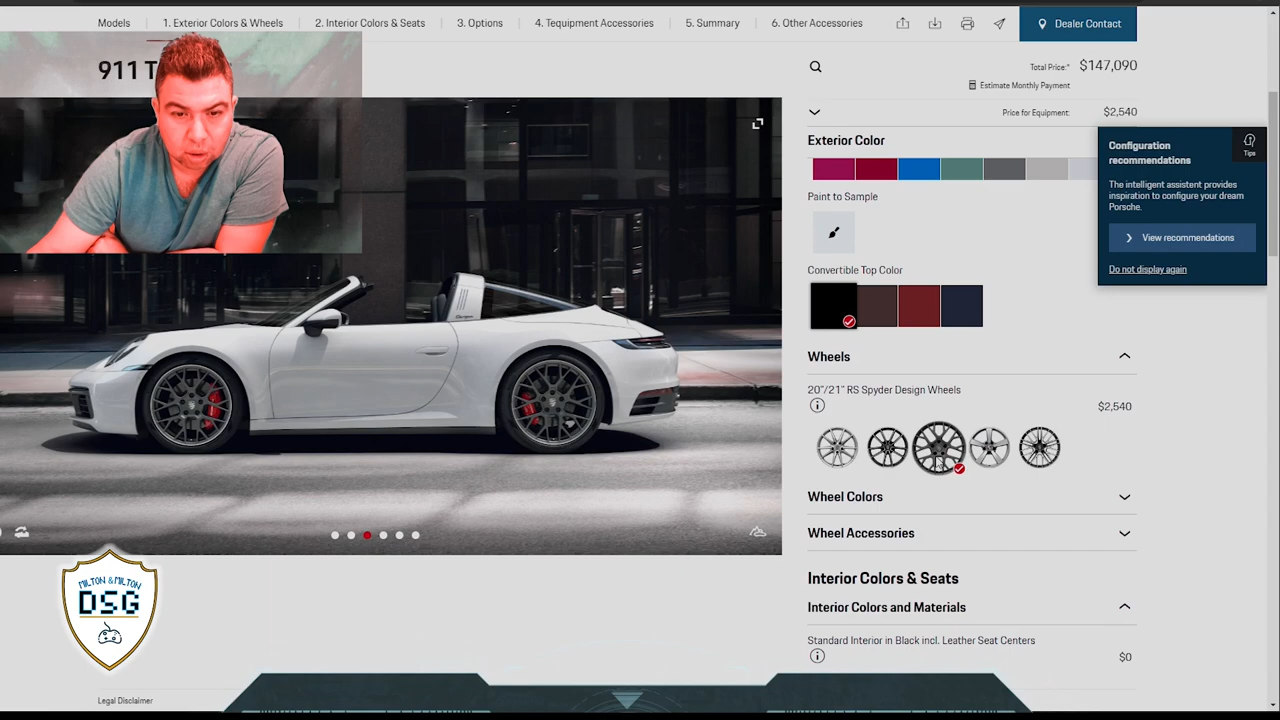 Models
1. Exterior Colors & Wheels
2. Interior Colors & Seats
3. Options
4. Tequipment Accessories
5. Summary
6. Other Accessories
Dealer Contact
911 T
Total Price:* $147,090
Estimate Monthly Payment
Price for Equipment: $2,540
Exterior Color
Paint to Sample
Convertible Top Color
Wheels
20"/21" RS Spyder Design Wheels
$2,540
Wheel Colors
Wheel Accessories
Interior Colors & Seats
Interior Colors and Materials
Standard Interior in Black incl. Leather Seat Centers
$0
Configuration
recommendations
Tips
The intelligent assistent provides
inspiration to configure your dream
Porsche.
View recommendations
Do not display again
MILTON & MILTON
DSG
Legal Disclaimer